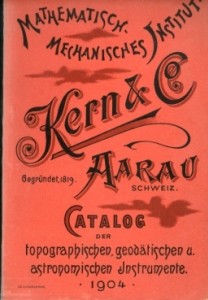 MATHEMATISCH-
MECHANISCHES INSTITUT.
Kern & Co
AARAU
Gegründet, 1819.
SCHWEIZ.
CATALOG
DER
topographischen, geodätischen u.
astronomischen Instrumente.
· 1904 ·